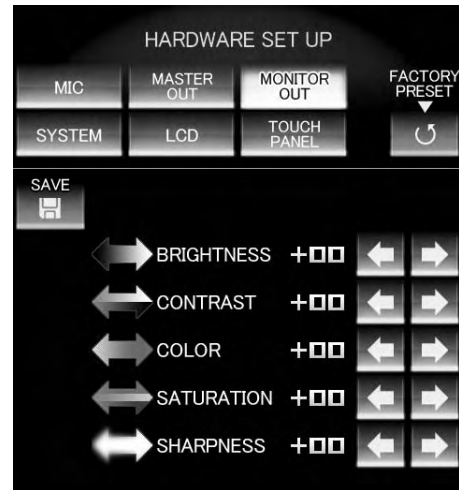 HARDWARE SET UP
MIC
MASTER
OUT
MONITOR
OUT
FACTORY
PRESET
SYSTEM
LCD
TOUCH
PANEL
SAVE
BRIGHTNESS +00
CONTRAST +00
COLOR +00
SATURATION +00
SHARPNESS +00